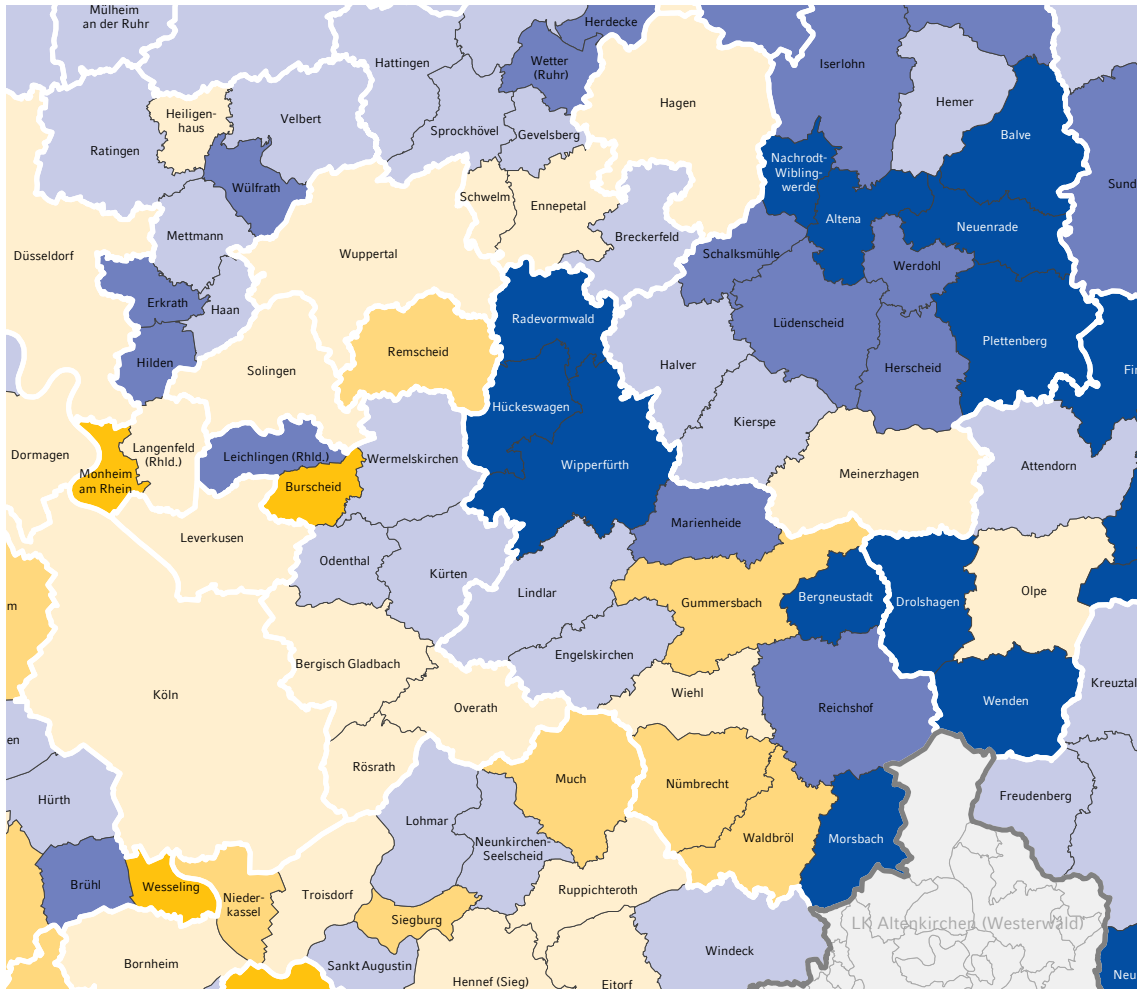 Mülheim
an der Ruhr
Herdecke
Hattingen
Wetter
(Ruhr)
Iserlohn
Hagen
Hemer
Heiligen-
haus
Velbert
Sprockhövel
Gevelsberg
Balve
Ratingen
Nachrodt-
Wibling-
werde
Wülfrath
Schwelm
Ennepetal
Altena
Sund
Mettmann
Breckerfeld
Neuenrade
Düsseldorf
Wuppertal
Schalksmühle
Werdohl
Erkrath
Haan
Radevormwald
Lüdenscheid
Plettenberg
Hilden
Remscheid
Solingen
Halver
Herscheid
Fin
Hückeswagen
Kierspe
Dormagen
Langenfeld
(Rhld.)
Leichlingen (Rhld.)
Wermelskirchen
Wipperfürth
Meinerzhagen
Attendorn
Monheim
am Rhein
Burscheid
Leverkusen
Marienheide
Odenthal
Kürten
Lindlar
Gummersbach
Bergneustadt
Drolshagen
Olpe
m
Bergisch Gladbach
Engelskirchen
Köln
Overath
Wiehl
Reichshof
Wenden
Kreuztal
en
Rösrath
Much
Nümbrecht
Hürth
Freudenberg
Lohmar
Neunkirchen-
Seelscheid
Waldbröl
Morsbach
Brühl
Wesseling
Nieder-
kassel
Troisdorf
Ruppichteroth
Siegburg
LK Altenkirchen (Westerwald)
Bornheim
Sankt Augustin
Windeck
Hennef (Sieg)
Eitorf
Neu